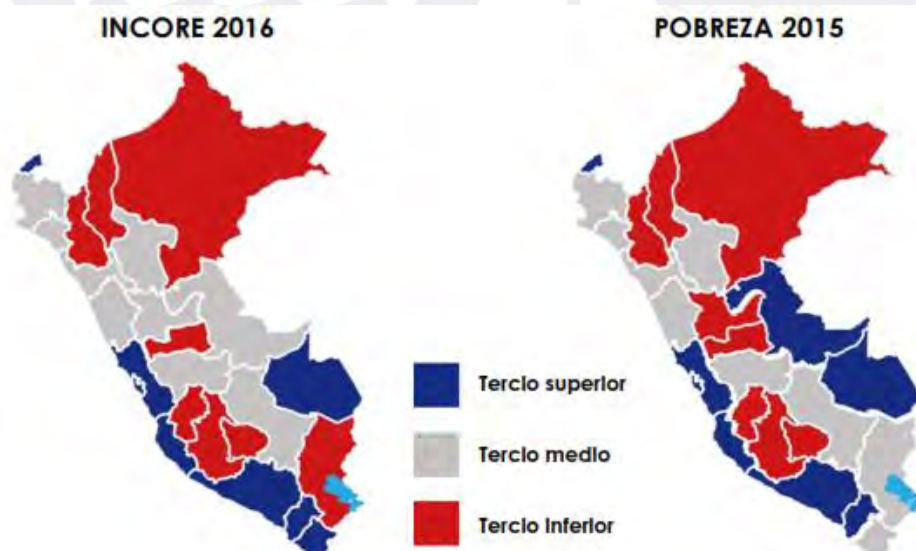 INCORE 2016
POBREZA 2015
Tercio superior
Tercio medio
Tercio inferior